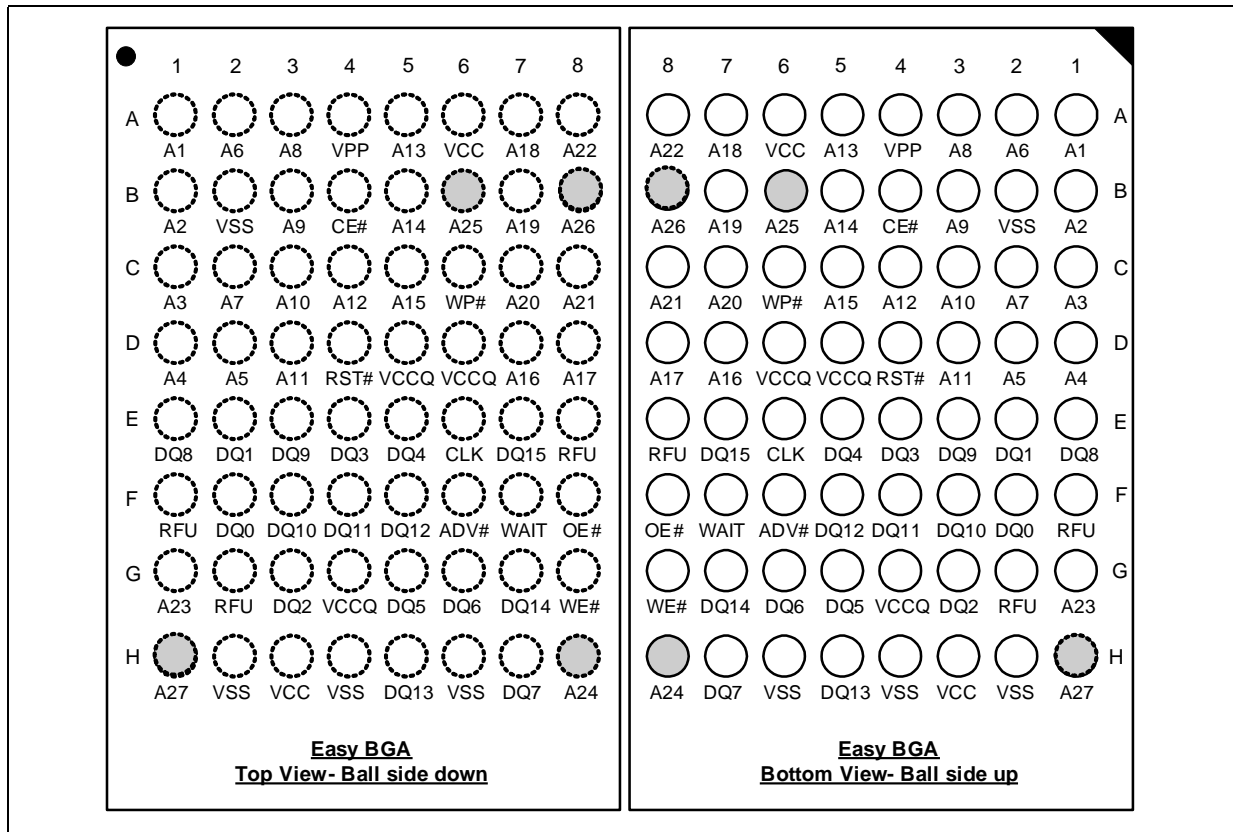 1 2 3 4 5 6 7 8
A
A1 A6 A8 VPP A13 VCC A18 A22
B
A2 VSS A9 CE# A14 A25 A19 A26
C
A3 A7 A10 A12 A15 WP# A20 A21
D
A4 A5 A11 RST# VCCQ VCCQ A16 A17
E
DQ8 DQ1 DQ9 DQ3 DQ4 CLK DQ15 RFU
F
RFU DQ0 DQ10 DQ11 DQ12 ADV# WAIT OE#
G
A23 RFU DQ2 VCCQ DQ5 DQ6 DQ14 WE#
H
A27 VSS VCC VSS DQ13 VSS DQ7 A24
Easy BGA
Top View- Ball side down
8 7 6 5 4 3 2 1
A
A22 A18 VCC A13 VPP A8 A6 A1
B
A26 A19 A25 A14 CE# A9 VSS A2
C
A21 A20 WP# A15 A12 A10 A7 A3
D
A17 A16 VCCQ VCCQ RST# A11 A5 A4
E
RFU DQ15 CLK DQ4 DQ3 DQ9 DQ1 DQ8
F
OE# WAIT ADV# DQ12 DQ11 DQ10 DQ0 RFU
G
WE# DQ14 DQ6 DQ5 VCCQ DQ2 RFU A23
H
A24 DQ7 VSS DQ13 VSS VCC VSS A27
Easy BGA
Bottom View- Ball side up